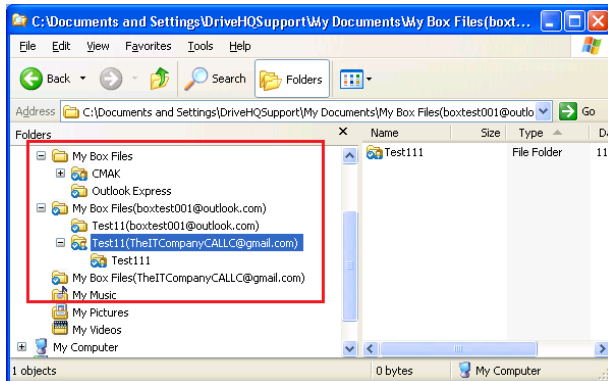 C:\Documents and Settings\DriveHQSupport\My Documents\My Box Files(boxt...
File Edit View Favorites Tools Help
Back Search Folders
Address C:\Documents and Settings\DriveHQSupport\My Documents\My Box Files(boxtest001@outlo Go
Folders Name Size Type D
My Box Files Test111 File Folder 11
CMAK
Outlook Express
My Box Files(boxtest001@outlook.com)
Test11(boxtest001@outlook.com)
Test11(TheITCompanyCALLC@gmail.com)
Test111
My Box Files(TheITCompanyCALLC@gmail.com)
My Music
My Pictures
My Videos
My Computer
1 objects 0 bytes My Computer